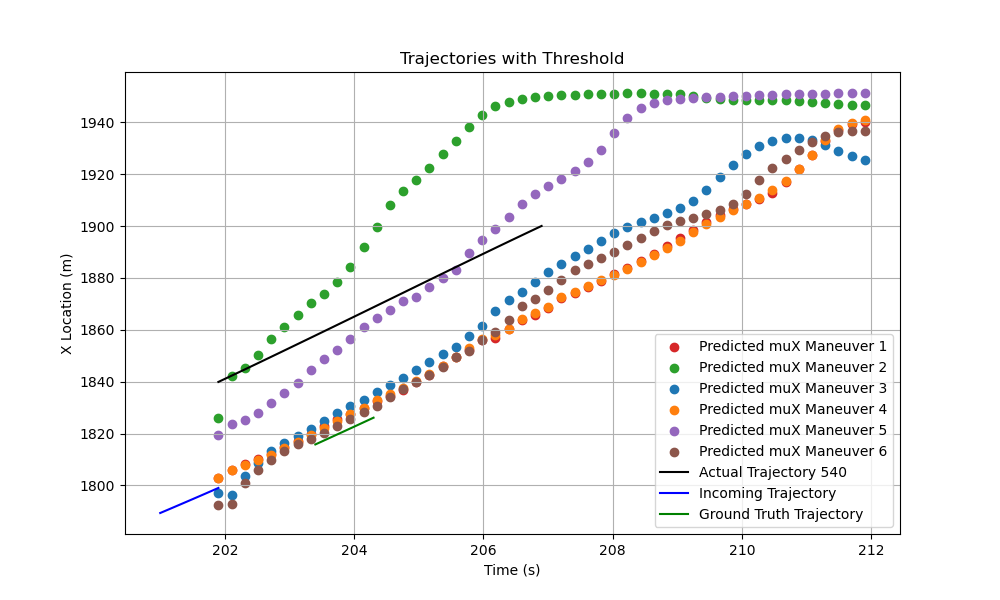 Trajectories with Threshold
X Location (m)
1940
1920
1900
1880
1860
1840
1820
1800
Predicted muX Maneuver 1
Predicted muX Maneuver 2
Predicted muX Maneuver 3
Predicted muX Maneuver 4
Predicted muX Maneuver 5
Predicted muX Maneuver 6
Actual Trajectory 540
Incoming Trajectory
Ground Truth Trajectory
202 204 206 208 210 212
Time (s)